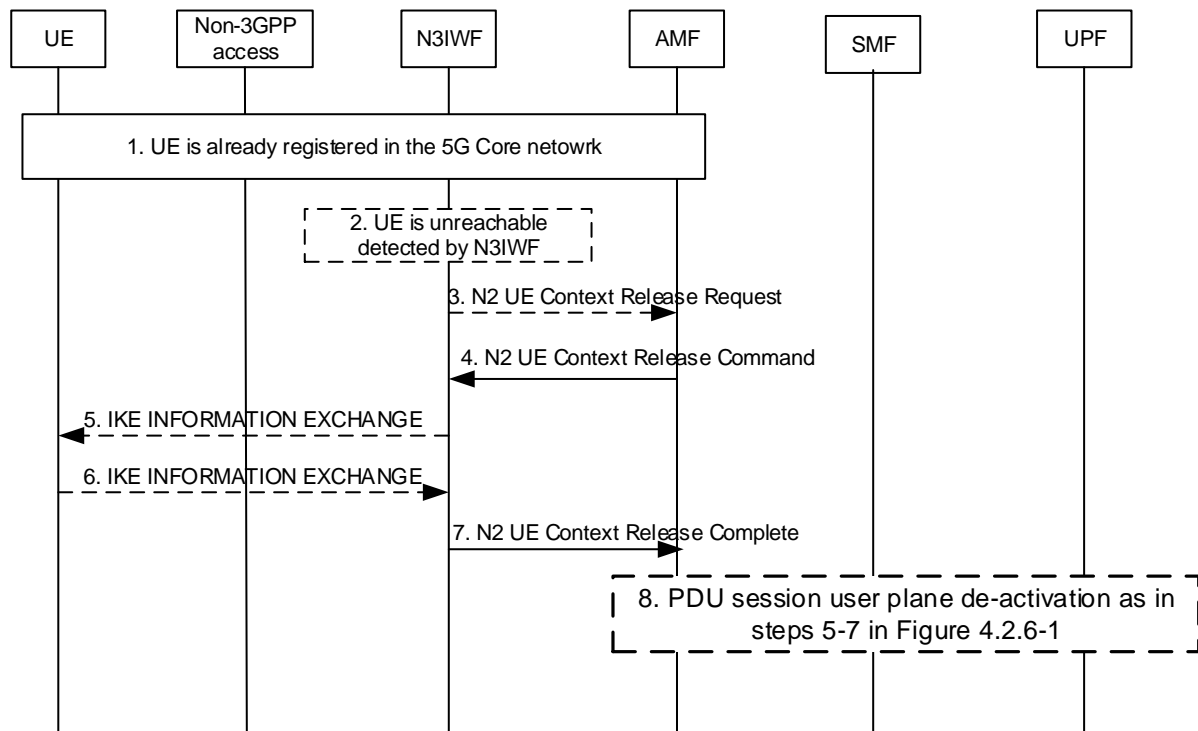 UE
Non-3GPP
access
N3IWF
AMF
SMF
UPF
1. UE is already registered in the 5G Core netowrk
2. UE is unreachable
detected by N3IWF
3. N2 UE Context Release Request
4. N2 UE Context Release Command
5. IKE INFORMATION EXCHANGE
6. IKE INFORMATION EXCHANGE
7. N2 UE Context Release Complete
8. PDU session user plane de-activation as in
steps 5-7 in Figure 4.2.6-1